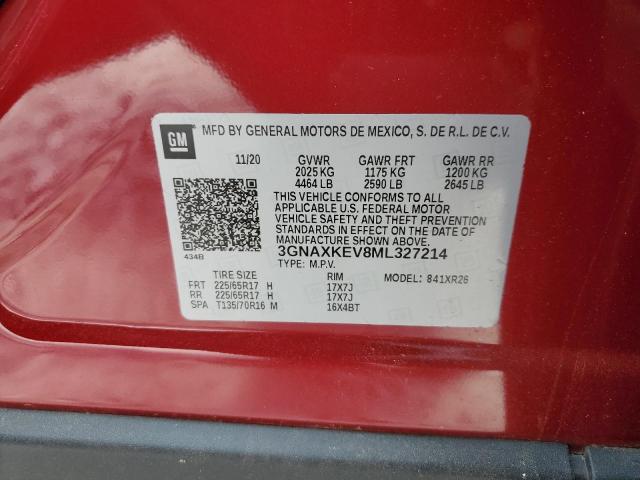 GM MFD BY GENERAL MOTORS DE MEXICO, S. DE R.L. DE C.V.
11/20 GVWR GAWR FRT GAWR RR
2025 KG 1175 KG 1200 KG
4464 LB 2590 LB 2645 LB
THIS VEHICLE CONFORMS TO ALL
APPLICABLE U.S. FEDERAL MOTOR
VEHICLE SAFETY AND THEFT PREVENTION
STANDARDS IN EFFECT ON THE DATE OF
MANUFACTURE SHOWN ABOVE.
434B 3GNAXKEV8ML327214
TYPE: M.P.V.
TIRE SIZE RIM MODEL: 841XR26
FRT 225/65R17 H 17X7J
RR 225/65R17 H 17X7J
SPA T135/70R16 M 16X4BT